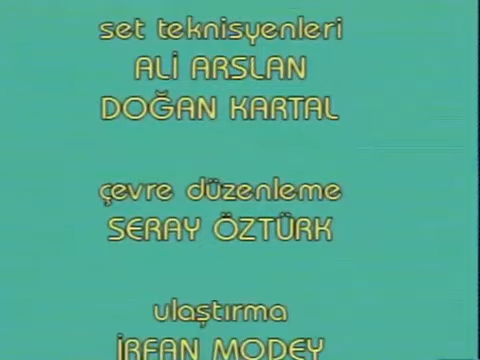 set teknisyenleri
ALİ ARSLAN
DOĞAN KARTAL
çevre düzenleme
SERAY ÖZTÜRK
ulaştırma
İRFAN MODEY